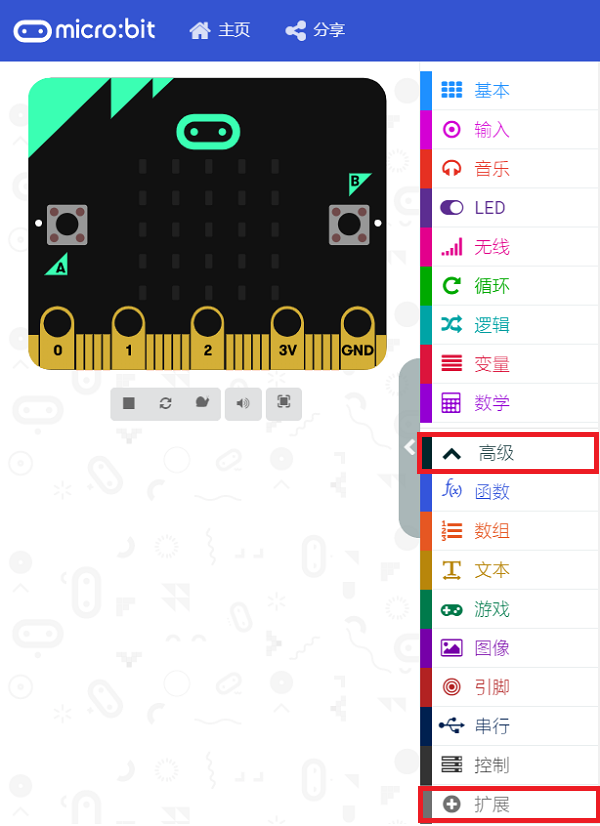 micro:bit 主页 分享
B
A
0 1 2 3V GND
基本
输入
音乐
LED
无线
循环
逻辑
变量
数学
高级
f(x) 函数
数组
T 文本
游戏
图像
引脚
串行
控制
扩展